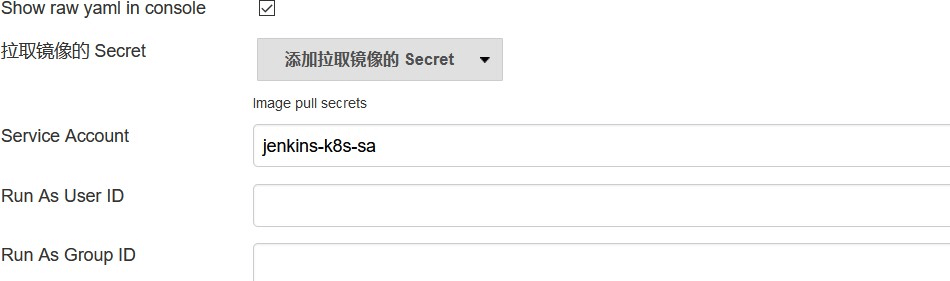 Show raw yaml in console
拉取镜像的 Secret
添加拉取镜像的 Secret
Image pull secrets
Service Account
jenkins-k8s-sa
Run As User ID
Run As Group ID